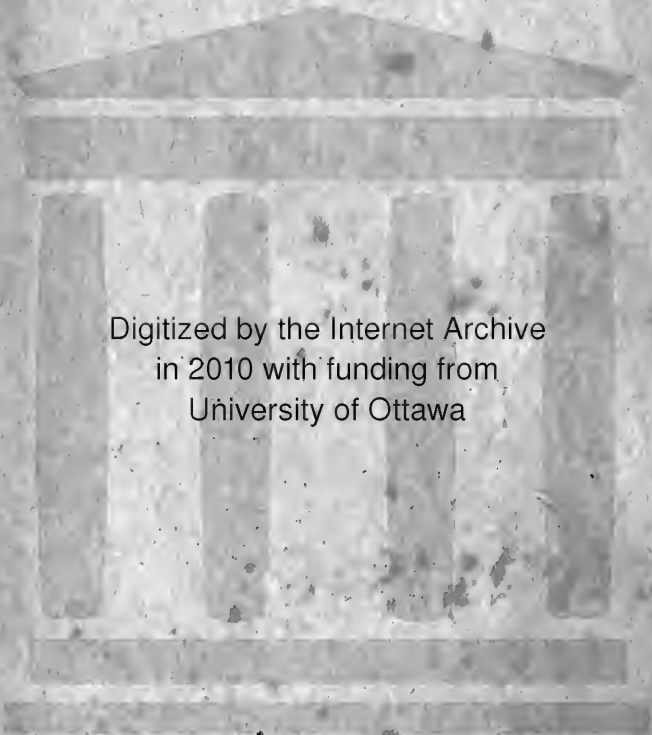 Digitized by the Internet Archive
in 2010 with funding from
University of Ottawa